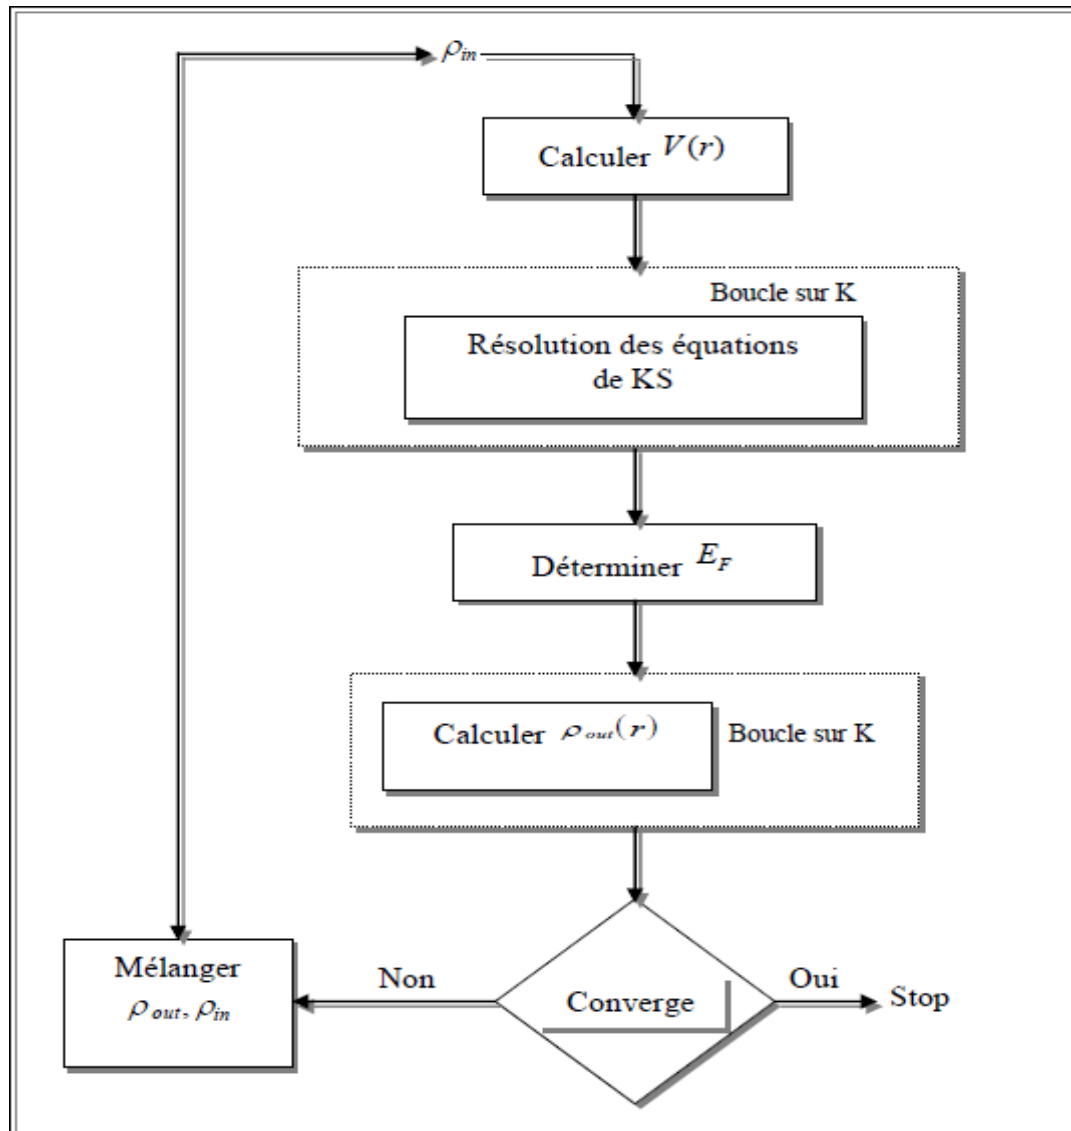 ρin
Calculer V(r)
Boucle sur K
Résolution des équations
de KS
Déterminer EF
Calculer ρout(r)
Boucle sur K
Mélanger
ρout, ρin
Non
Converge
Oui
Stop